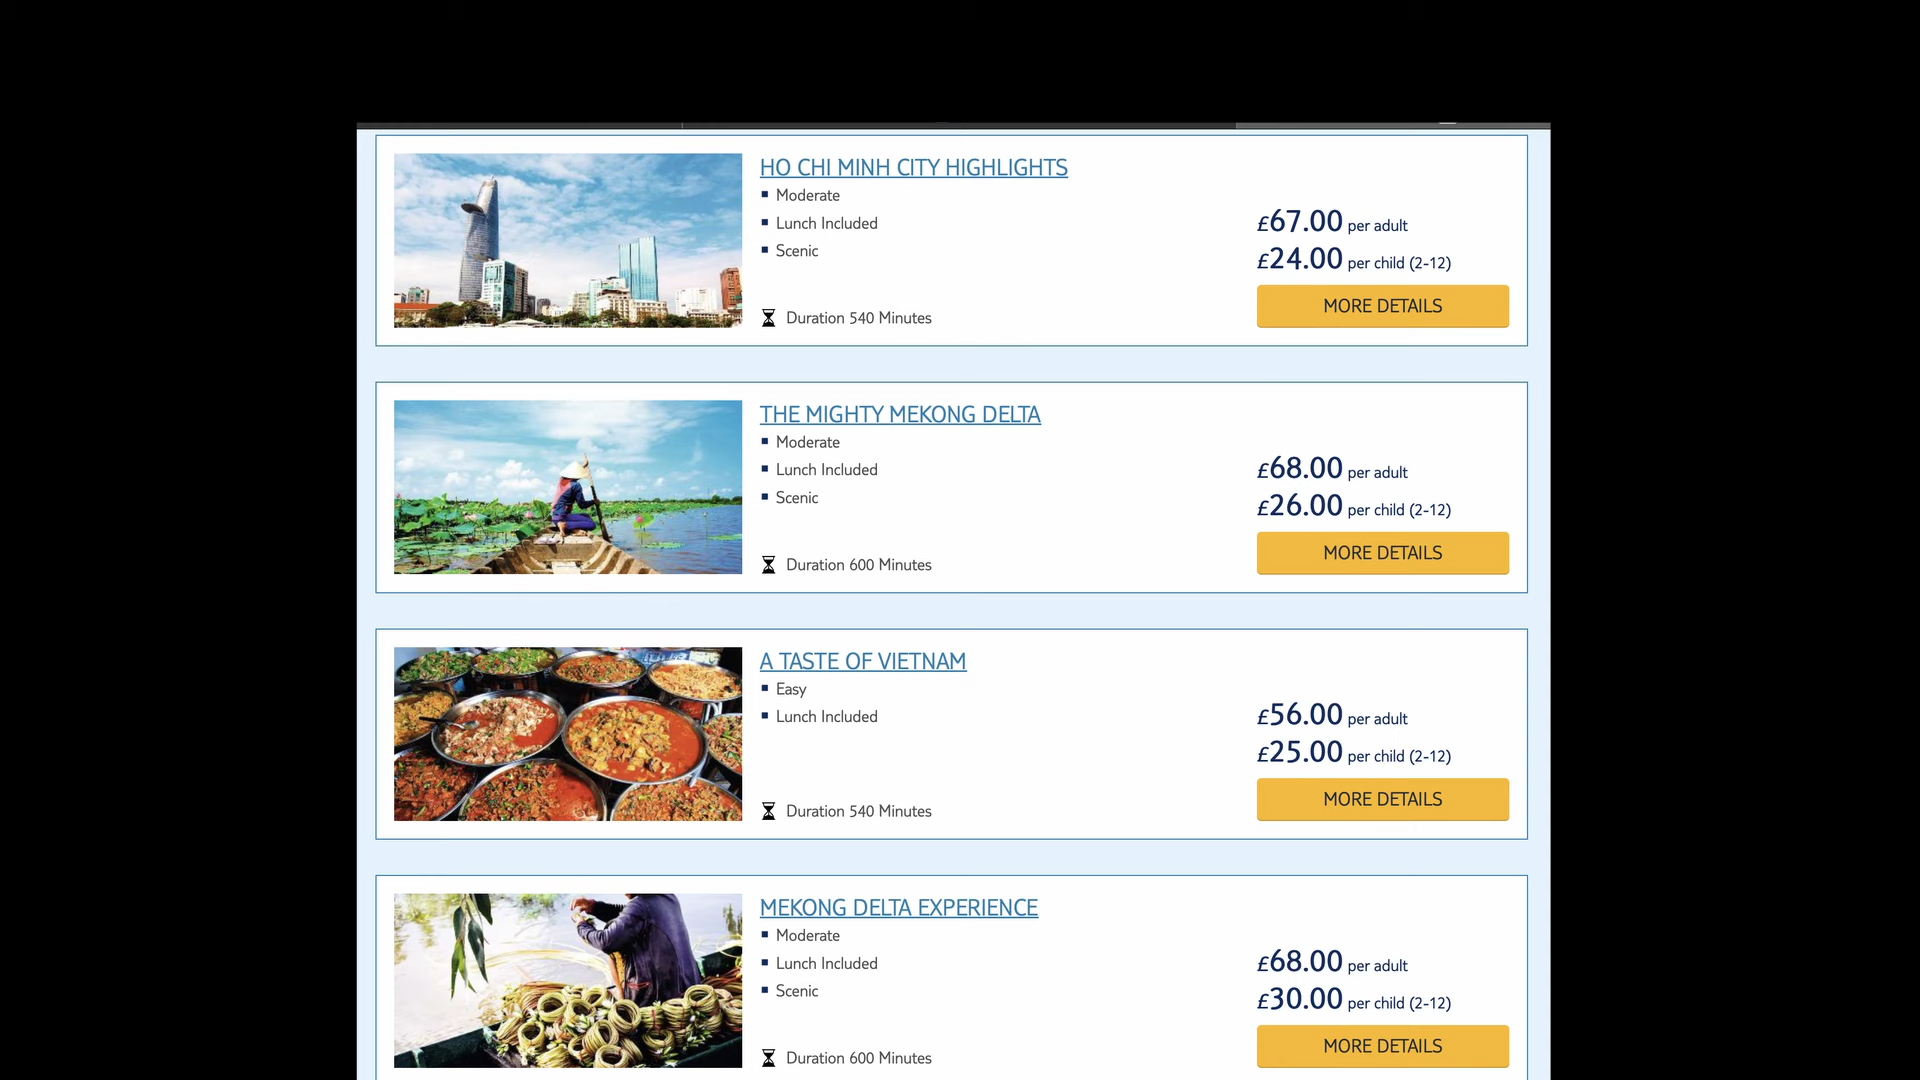 HO CHI MINH CITY HIGHLIGHTS
Moderate
Lunch Included
Scenic
Duration 540 Minutes
£67.00 per adult
£24.00 per child (2-12)
MORE DETAILS
THE MIGHTY MEKONG DELTA
Moderate
Lunch Included
Scenic
Duration 600 Minutes
£68.00 per adult
£26.00 per child (2-12)
MORE DETAILS
A TASTE OF VIETNAM
Easy
Lunch Included
Duration 540 Minutes
£56.00 per adult
£25.00 per child (2-12)
MORE DETAILS
MEKONG DELTA EXPERIENCE
Moderate
Lunch Included
Scenic
Duration 600 Minutes
£68.00 per adult
£30.00 per child (2-12)
MORE DETAILS